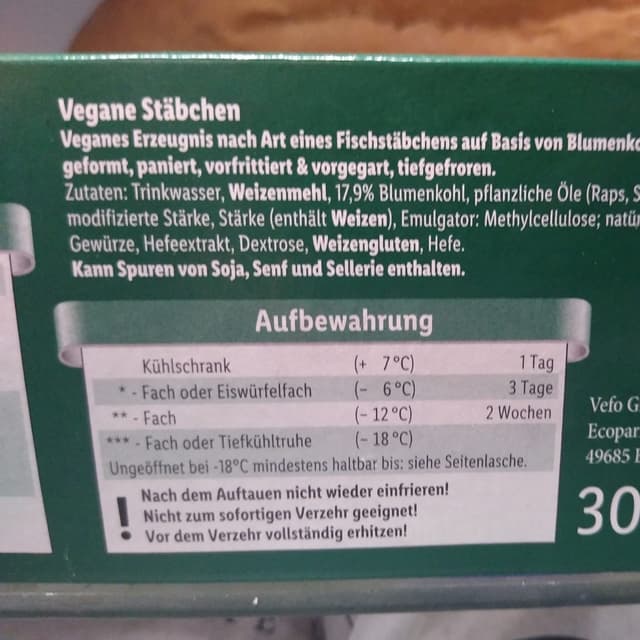 Vegane Stäbchen
Veganes Erzeugnis nach Art eines Fischstäbchens auf Basis von
geformt, paniert, vorfrittiert & vorgegart, tiefgefroren.
Zutaten: Trinkwasser, Weizenmehl, 17,9% Blumenkohl, pflanzliche Öle (Raps,
modifizierte Stärke, Stärke (enthält Weizen), Emulgator: Methylcellulose;
Gewürze, Hefeextrakt, Dextrose, Weizengluten, Hefe.
Kann Spuren von Soja, Senf und Sellerie enthalten.
Aufbewahrung
Kühlschrank (+ 7°C) 1 Tag
* - Fach oder Eiswürfelfach (- 6°C) 3 Tage
** - Fach (- 12°C) 2 Wochen
*** - Fach oder Tiefkühltruhe (- 18°C)
Ungeöffnet bei -18°C mindestens haltbar bis: siehe Seitenlasche.
! Nach dem Auftauen nicht wieder einfrieren!
Nicht zum sofortigen Verzehr geeignet!
Vor dem Verzehr vollständig erhitzen!
Vefo
49685
30